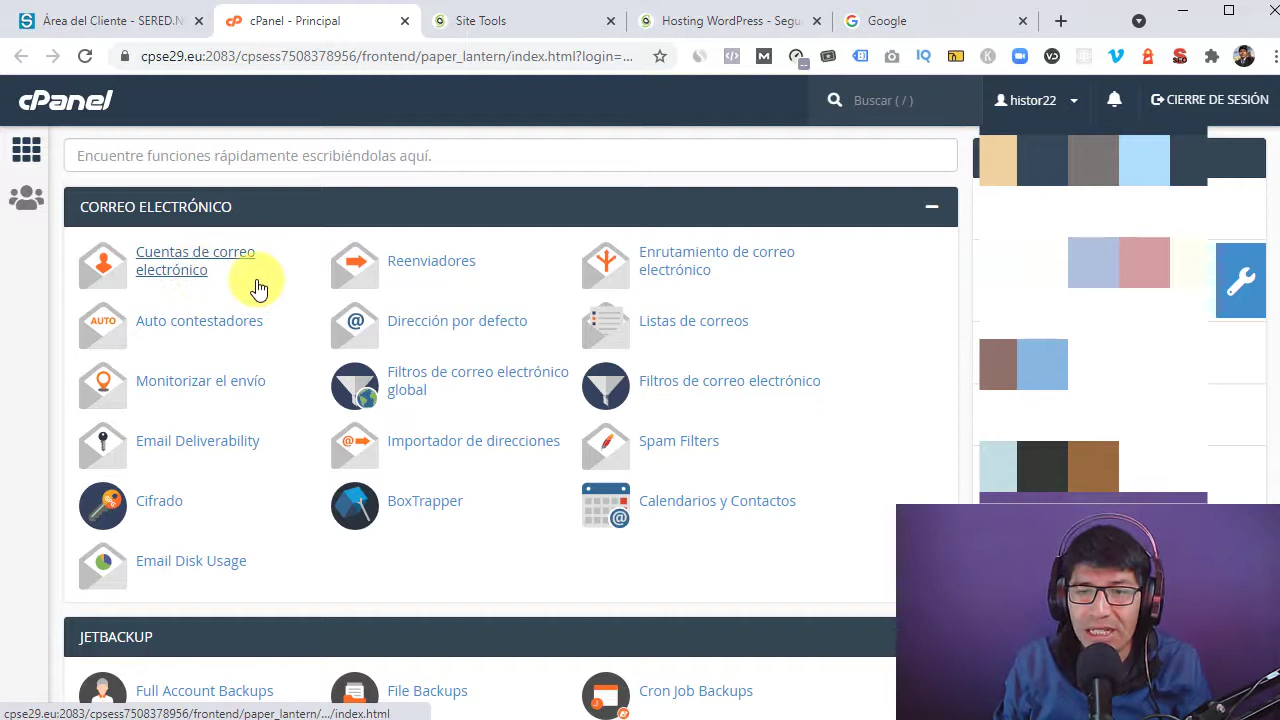 Área del Cliente - SERED.N
cPanel - Principal
Site Tools
Hosting WordPress - Segu
Google
cpse29.eu:2083/cpsess7508378956/frontend/paper_lantern/index.html?login=...
cPanel
Buscar ( / )
histor22
CIERRE DE SESIÓN
Encuentre funciones rápidamente escribiéndolas aquí.
CORREO ELECTRÓNICO
Cuentas de correo
electrónico
Reenviadores
Enrutamiento de correo
electrónico
AUTO
Auto contestadores
Dirección por defecto
Listas de correos
Monitorizar el envío
Filtros de correo electrónico
global
Filtros de correo electrónico
Email Deliverability
Importador de direcciones
Spam Filters
Cifrado
BoxTrapper
Calendarios y Contactos
Email Disk Usage
JETBACKUP
Full Account Backups
File Backups
Cron Job Backups
cpse29.eu:2083/cpsess7508378956/frontend/paper_lantern/.../index.html